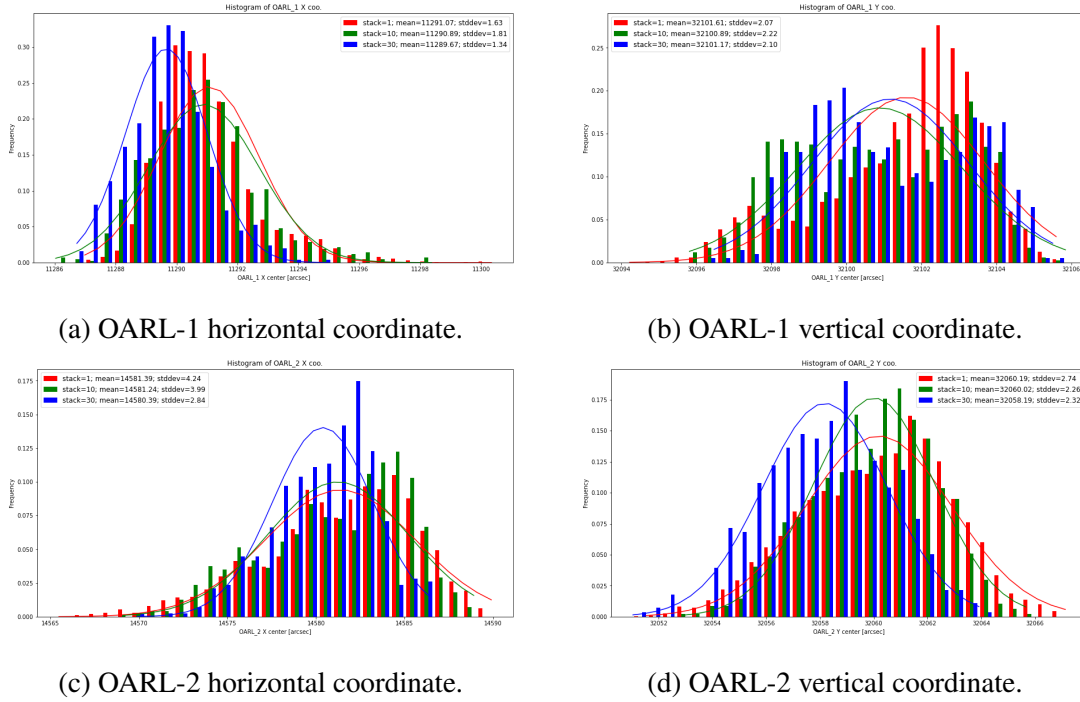 Histogram of OARL_1 X coo.
stack=1; mean=11291.07; stddev=1.63
stack=10; mean=11290.89; stddev=1.81
stack=30; mean=11289.67; stddev=1.34
Frequency
0.30
0.25
0.20
0.15
0.10
0.05
0.00
11286 11288 11290 11292 11294 11296 11298 11300
OARL_1 X center [arcsec]
(a) OARL-1 horizontal coordinate.
Histogram of OARL_1 Y coo.
stack=1; mean=32101.61; stddev=2.07
stack=10; mean=32100.89; stddev=2.22
stack=30; mean=32101.17; stddev=2.10
Frequency
0.25
0.20
0.15
0.10
0.05
0.00
32094 32096 32098 32100 32102 32104 32106
OARL_1 Y center [arcsec]
(b) OARL-1 vertical coordinate.
Histogram of OARL_2 X coo.
stack=1; mean=14581.39; stddev=4.24
stack=10; mean=14581.24; stddev=3.99
stack=30; mean=14580.39; stddev=2.84
Frequency
0.175
0.150
0.125
0.100
0.075
0.050
0.025
0.000
14565 14570 14575 14580 14585 14590
OARL_2 X center [arcsec]
(c) OARL-2 horizontal coordinate.
Histogram of OARL_2 Y coo.
stack=1; mean=32060.19; stddev=2.74
stack=10; mean=32060.02; stddev=2.26
stack=30; mean=32058.19; stddev=2.32
Frequency
0.175
0.150
0.125
0.100
0.075
0.050
0.025
0.000
32052 32054 32056 32058 32060 32062 32064 32066
OARL_2 Y center [arcsec]
(d) OARL-2 vertical coordinate.